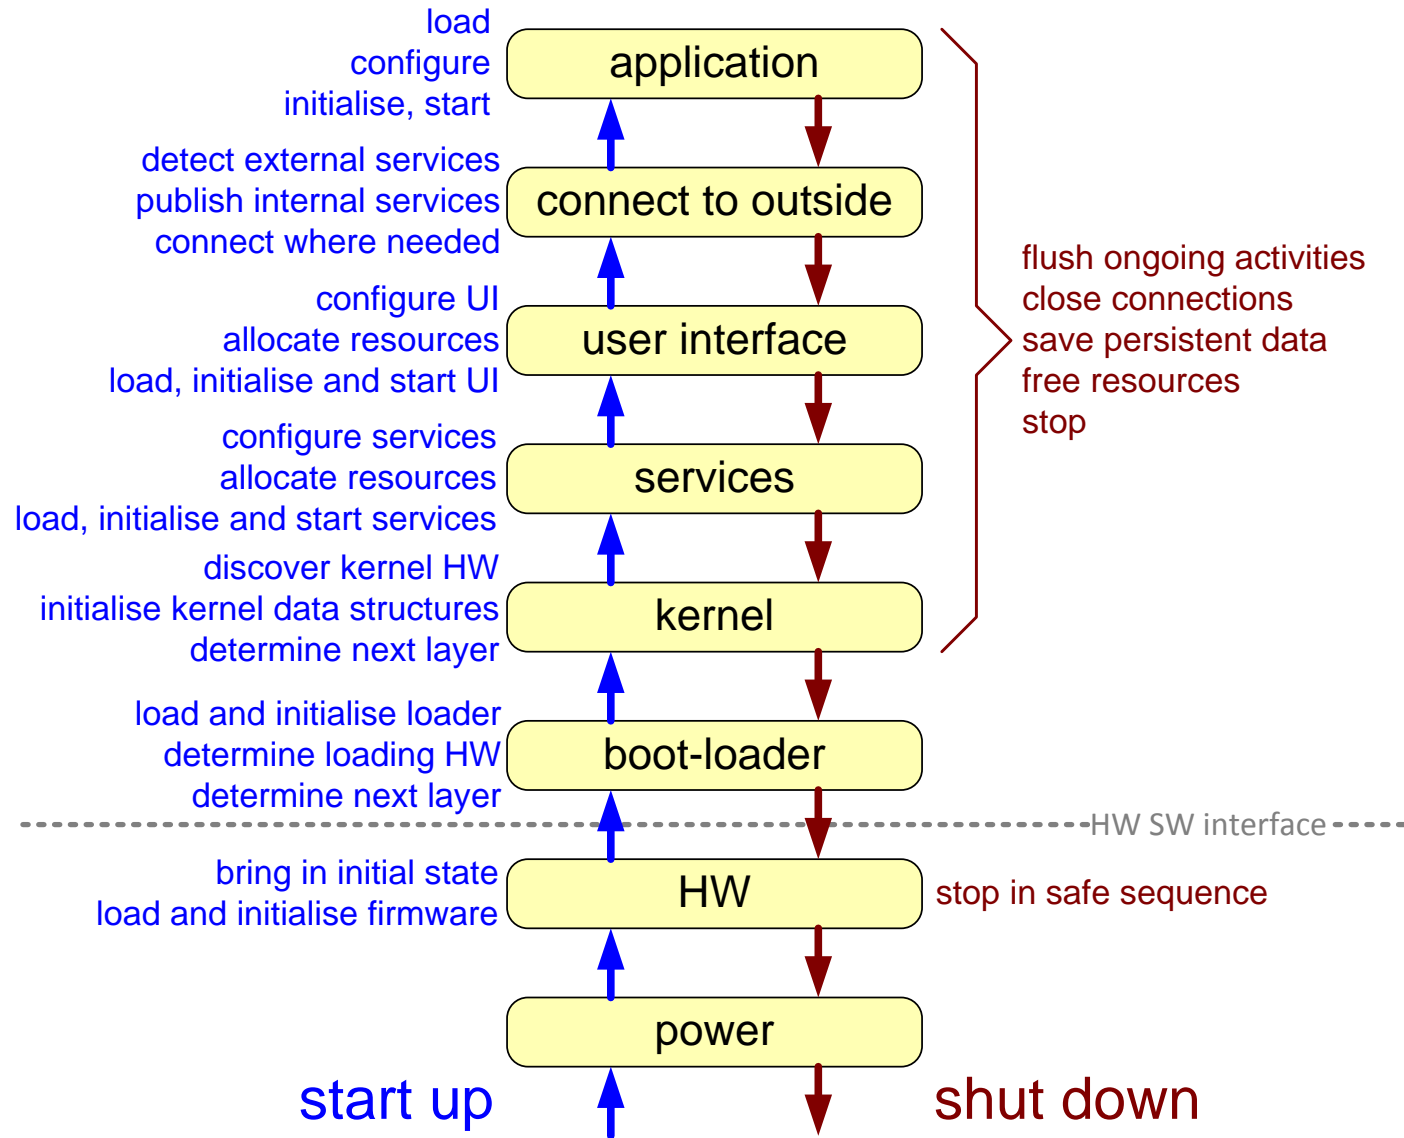 load
configure
initialise, start
application
detect external services
publish internal services
connect where needed
connect to outside
configure UI
allocate resources
load, initialise and start UI
user interface
flush ongoing activities
close connections
save persistent data
free resources
stop
configure services
allocate resources
load, initialise and start services
services
discover kernel HW
initialise kernel data structures
determine next layer
kernel
load and initialise loader
determine loading HW
determine next layer
boot-loader
HW SW interface
bring in initial state
load and initialise firmware
HW
stop in safe sequence
power
start up
shut down